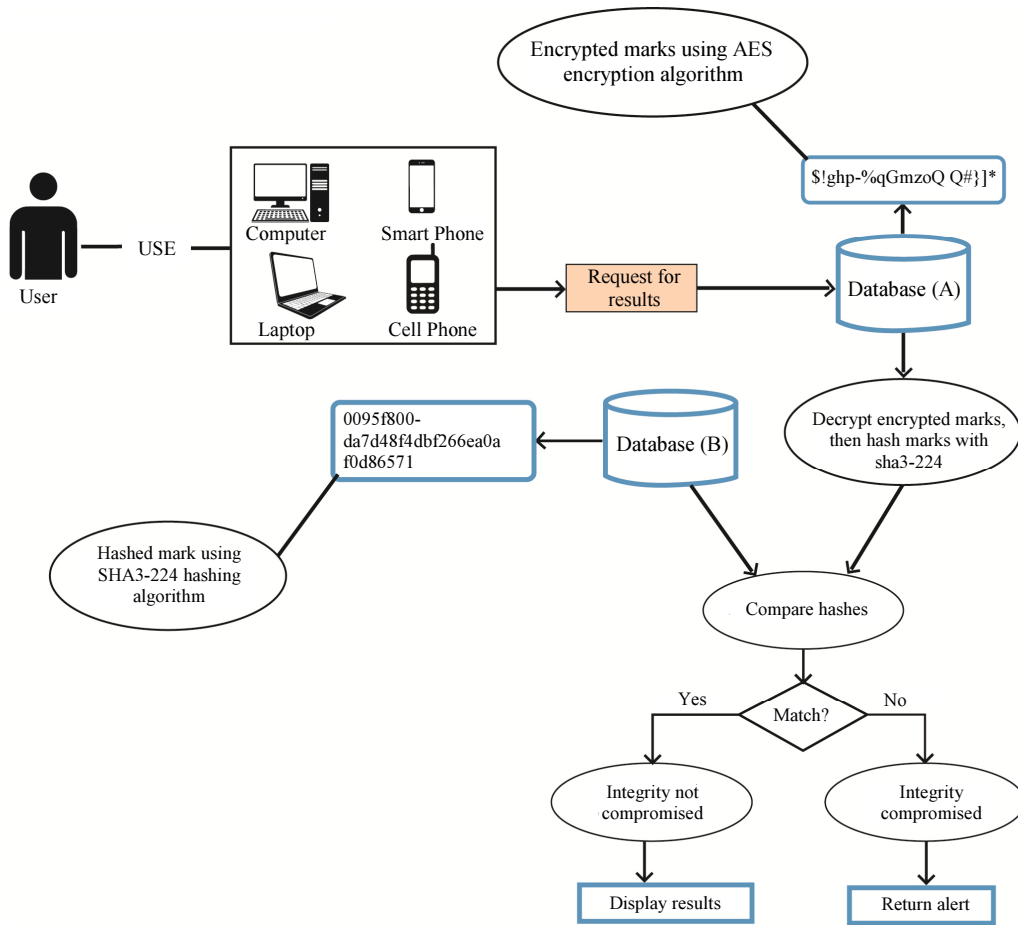 Encrypted marks using AES
encryption algorithm
$!ghp-%qGmzoQ Q#}]*
User
USE
Computer
Smart Phone
Laptop
Cell Phone
Request for
results
Database (A)
Decrypt encrypted marks,
then hash marks with
sha3-224
0095f800-
da7d48f4dbf266ea0a
f0d86571
Database (B)
Hashed mark using
SHA3-224 hashing
algorithm
Compare hashes
Match?
Yes
No
Integrity not
compromised
Integrity
compromised
Display results
Return alert